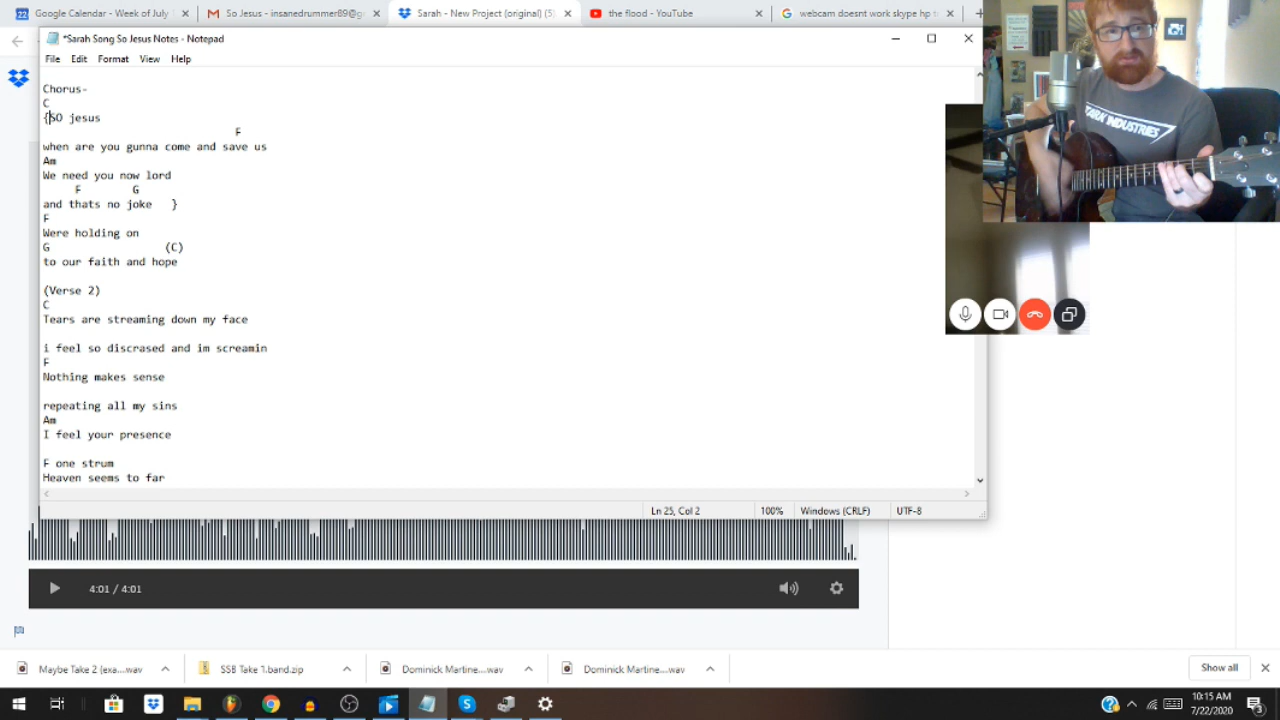 22
Google Calendar - Week of July
So Jesus - insanedrummer89@g
Sarah - New Project (original) (5)
the flood - YouTube
webcam doesnt work skype hp
*Sarah Song So Jesus Notes - Notepad
File Edit Format View Help
Chorus-
C
{SO jesus
F
when are you gunna come and save us
Am
We need you now lord
F G
and thats no joke }
F
Were holding on
G (C)
to our faith and hope
(Verse 2)
C
Tears are streaming down my face
i feel so discrased and im screamin
F
Nothing makes sense
repeating all my sins
Am
I feel your presence
F one strum
Heaven seems to far
Ln 25, Col 2
100%
Windows (CRLF)
UTF-8
STARK INDUSTRIES
4:01 / 4:01
Maybe Take 2 (exa....wav
SSB Take 1.band.zip
Dominick Martine....wav
Dominick Martine....wav
Show all
10:15 AM
7/22/2020
3